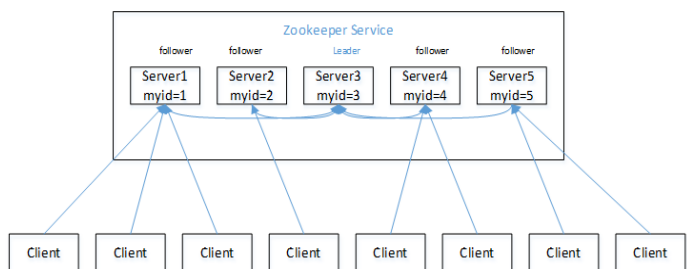 Zookeeper Service
follower follower Leader follower follower
Server1 Server2 Server3 Server4 Server5
myid=1 myid=2 myid=3 myid=4 myid=5
Client Client Client Client Client Client Client Client